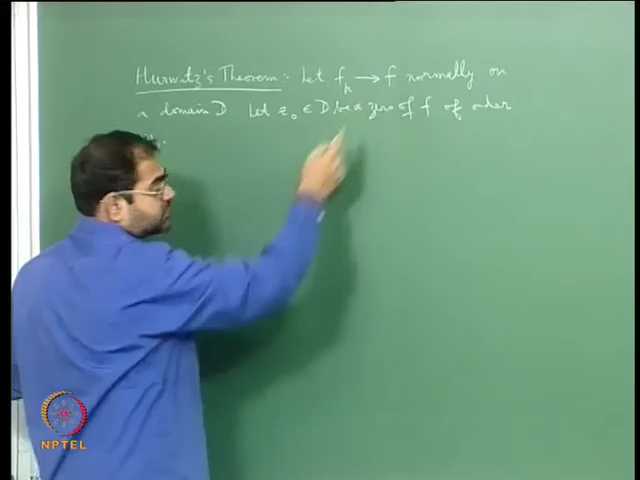 Hurwitz's Theorem: Let fₙ → f normally on
a domain D Let z₀ ∈ D be a zero of f of order
NPTEL